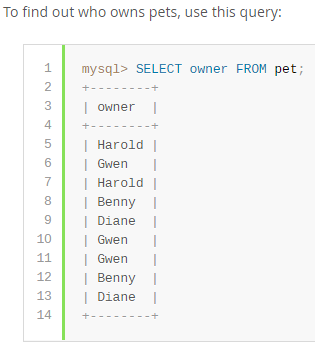 To find out who owns pets, use this query:
1 mysql> SELECT owner FROM pet;
2 +--------+
3 | owner  |
4 +--------+
5 | Harold |
6 | Gwen   |
7 | Harold |
8 | Benny  |
9 | Diane  |
10 | Gwen   |
11 | Gwen   |
12 | Benny  |
13 | Diane  |
14 +--------+